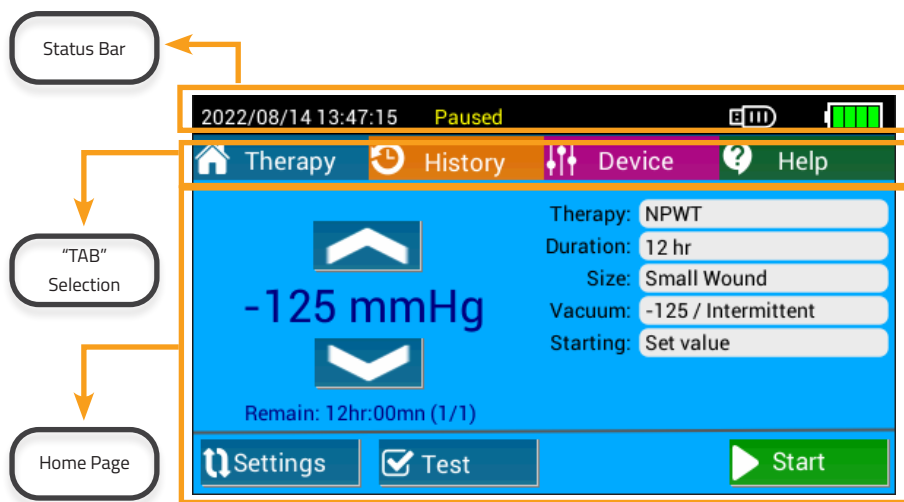 Status Bar
2022/08/14 13:47:15 Paused
Therapy History Device Help
"TAB"
Selection
Therapy: NPWT
Duration: 12 hr
Size: Small Wound
-125 mmHg
Vacuum: -125 / Intermittent
Starting: Set value
Remain: 12hr:00mn (1/1)
Home Page
Settings Test Start